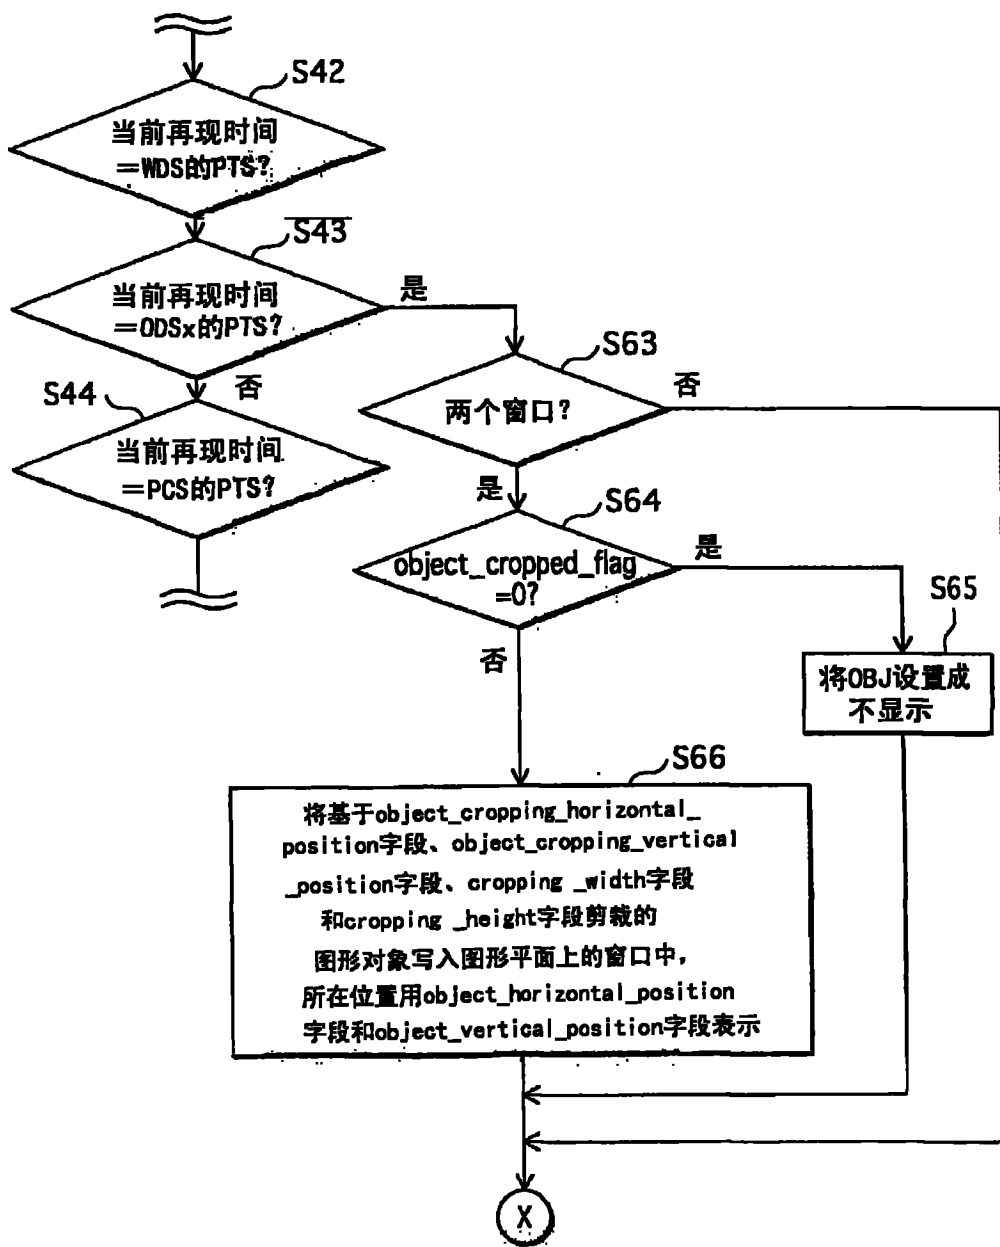 S42
当前再现时间
=WDS的PTS?
S43
当前再现时间
=ODSx的PTS?
是
S63
两个窗口?
否
否
S44
当前再现时间
=PCS的PTS?
是
S64
object_cropped_flag
=0?
是
S65
将OBJ设置成
不显示
否
S66
将基于object_cropping_horizontal_
position字段、object_cropping_vertical
_position字段、cropping _width字段
和cropping _height字段剪裁的
图形对象写入图形平面上的窗口中,
所在位置用object_horizontal_position
字段和object_vertical_position字段表示
X